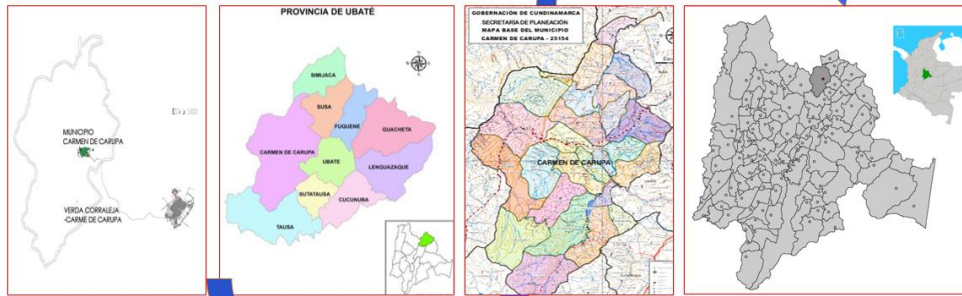 MUNICIPIO
CARMEN DE CARUPA
VERDA CORRALEJA
-CARME DE CARUPA
PROVINCIA DE UBATÉ
SIMIJACA
SUSA
FUQUENE
GUACHETA
CARMEN DE CARUPA
UBATE
LENGUAZAQUE
SUTATAUSA
CUCUNUBA
TAUSA
GOBERNACIÓN DE CUNDINAMARCA
SECRETARÍA DE PLANEACIÓN
MAPA BASE DEL MUNICIPIO
CARMEN DE CARUPA - 25154
CARMEN DE CARUPA